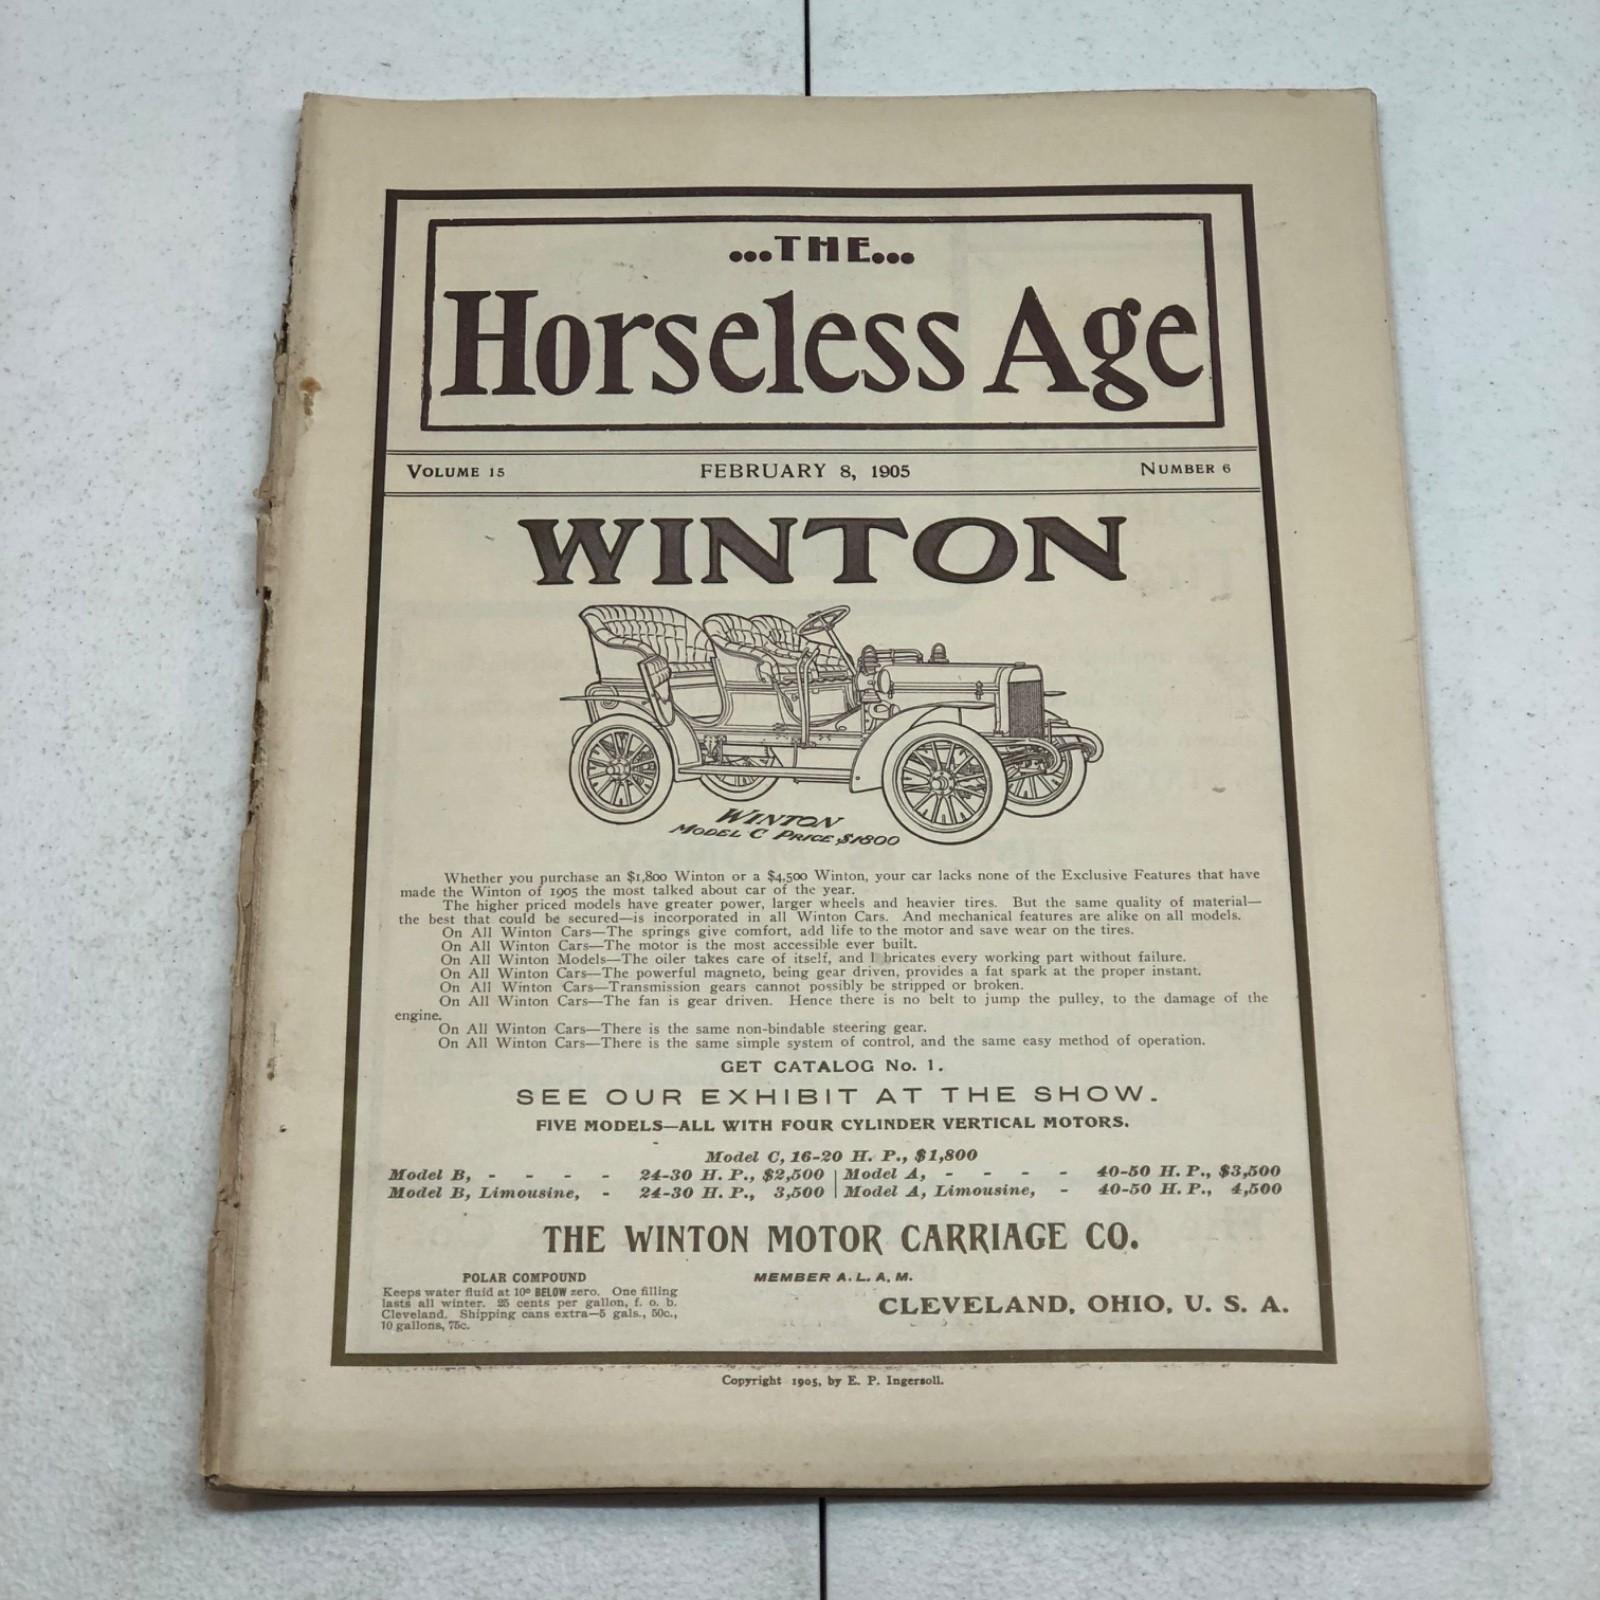 ...THE...
Horseless Age
VOLUME 15 FEBRUARY 8, 1905 NUMBER 6
WINTON
WINTON
MODEL C PRICE $1800
Whether you purchase an $1,800 Winton or a $4,500 Winton, your car lacks none of the Exclusive Features that have
made the Winton of 1905 the most talked about car of the year.
The higher priced models have greater power, larger wheels and heavier tires. But the same quality of material—
the best that could be secured—is incorporated in all Winton Cars. And mechanical features are alike on all models.
On All Winton Cars—The springs give comfort, add life to the motor and save wear on the tires.
On All Winton Cars—The motor is the most accessible ever built.
On All Winton Models—The oiler takes care of itself, and l bricates every working part without failure.
On All Winton Cars—The powerful magneto, being gear driven, provides a fat spark at the proper instant.
On All Winton Cars—Transmission gears cannot possibly be stripped or broken.
On All Winton Cars—The fan is gear driven. Hence there is no belt to jump the pulley, to the damage of the
engine.
On All Winton Cars—There is the same non-bindable steering gear.
On All Winton Cars—There is the same simple system of control, and the same easy method of operation.
GET CATALOG No. 1.
SEE OUR EXHIBIT AT THE SHOW.
FIVE MODELS—ALL WITH FOUR CYLINDER VERTICAL MOTORS.
Model C, 16-20 H. P., $1,800
Model B, - - - - 24-30 H. P., $2,500 | Model A, - - - - 40-50 H. P., $3,500
Model B, Limousine, - 24-30 H. P., 3,500 | Model A, Limousine, - 40-50 H. P., 4,500
THE WINTON MOTOR CARRIAGE CO.
POLAR COMPOUND
Keeps water fluid at 10° BELOW zero. One filling
lasts all winter. 25 cents per gallon, f. o. b.
Cleveland. Shipping cans extra—5 gals., 50c.,
10 gallons, 75c.
MEMBER A. L. A. M.
CLEVELAND, OHIO, U. S. A.
Copyright 1905, by E. P. Ingersoll.